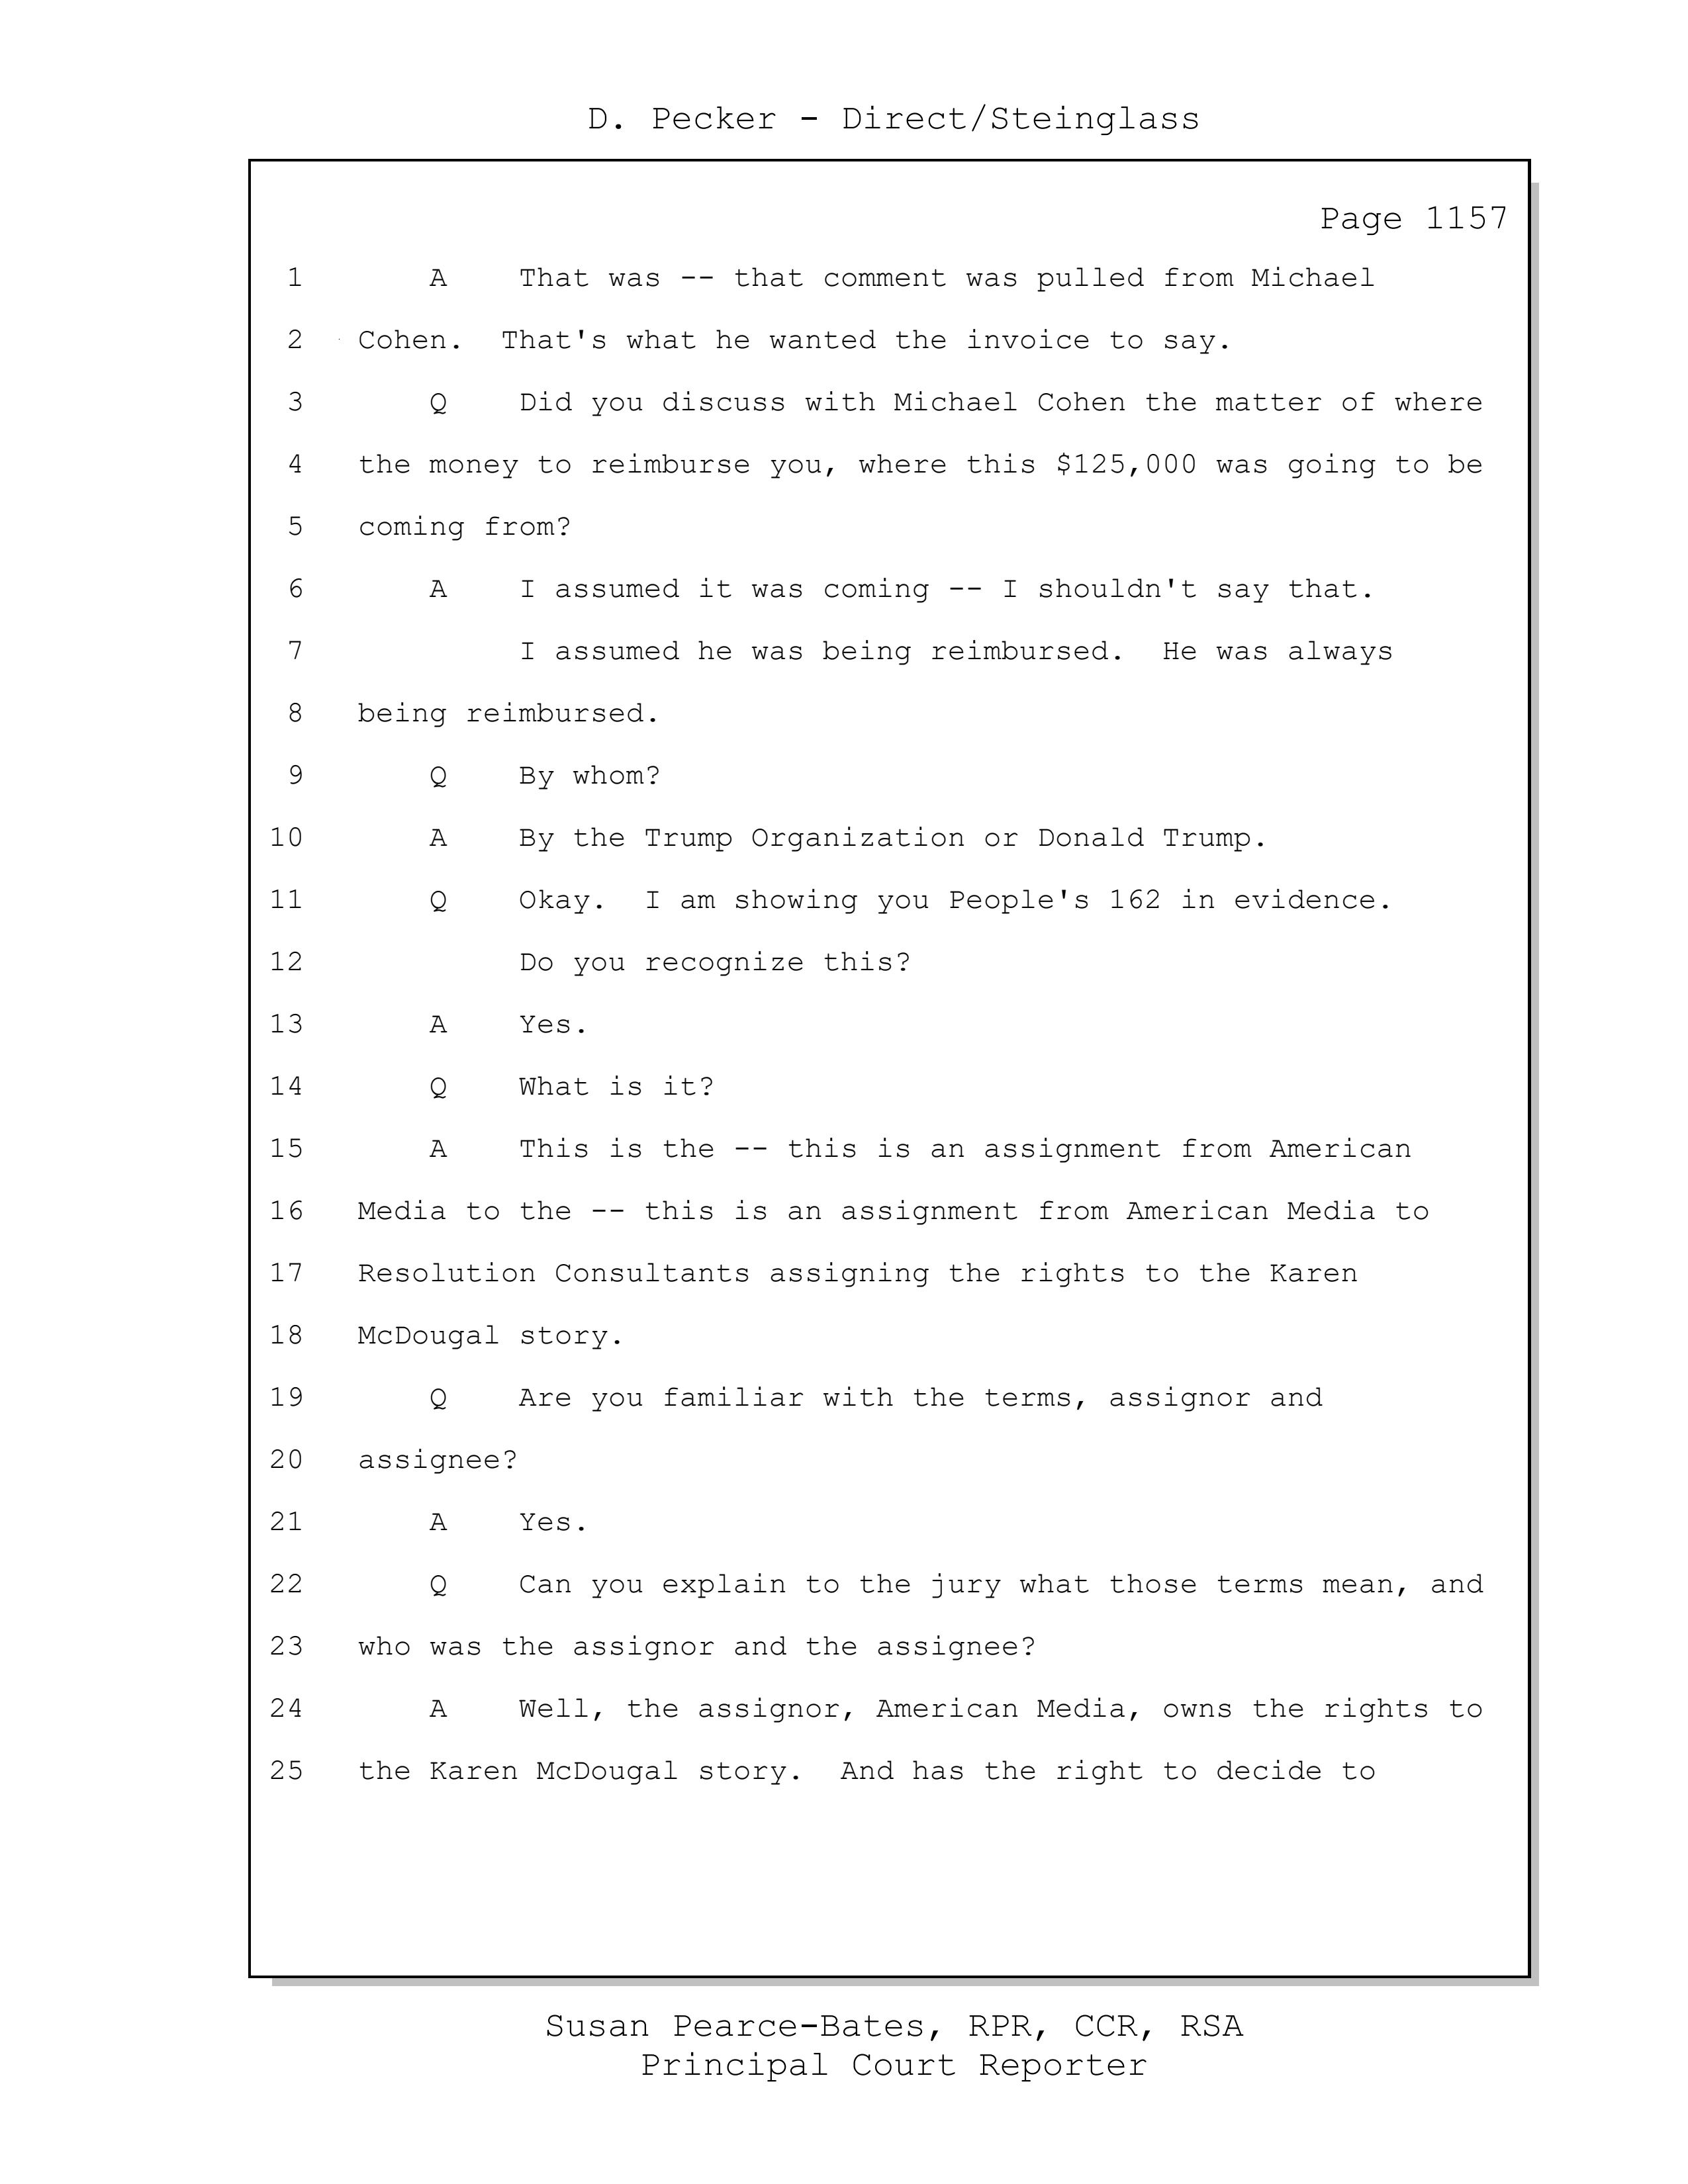 D. Pecker - Direct/Steinglass
Page 1157
1 A That was -- that comment was pulled from Michael
2 Cohen. That's what he wanted the invoice to say.
3 Q Did you discuss with Michael Cohen the matter of where
4 the money to reimburse you, where this $125,000 was going to be
5 coming from?
6 A I assumed it was coming -- I shouldn't say that.
7 I assumed he was being reimbursed. He was always
8 being reimbursed.
9 Q By whom?
10 A By the Trump Organization or Donald Trump.
11 Q Okay. I am showing you People's 162 in evidence.
12 Do you recognize this?
13 A Yes.
14 Q What is it?
15 A This is the -- this is an assignment from American
16 Media to the -- this is an assignment from American Media to
17 Resolution Consultants assigning the rights to the Karen
18 McDougal story.
19 Q Are you familiar with the terms, assignor and
20 assignee?
21 A Yes.
22 Q Can you explain to the jury what those terms mean, and
23 who was the assignor and the assignee?
24 A Well, the assignor, American Media, owns the rights to
25 the Karen McDougal story. And has the right to decide to
Susan Pearce-Bates, RPR, CCR, RSA
Principal Court Reporter